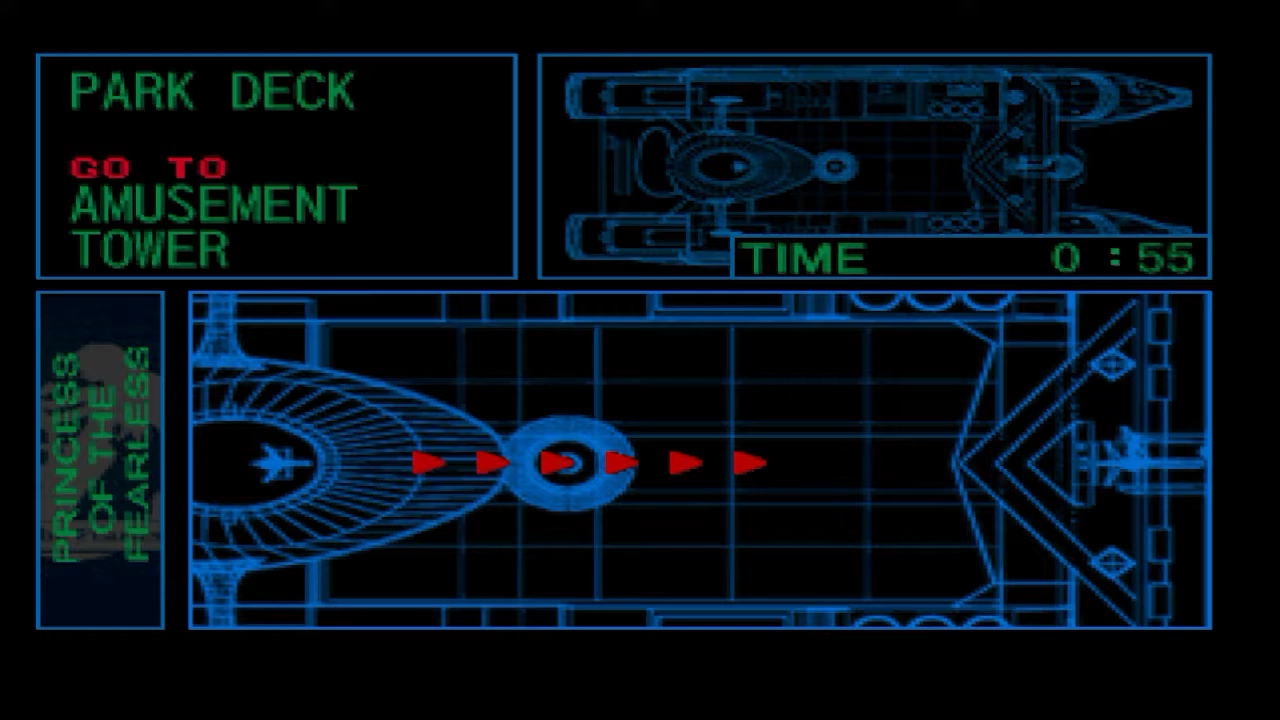 PARK DECK
GO TO
AMUSEMENT
TOWER
TIME 0 : 55
PRINCESS
OF THE
FEARLESS